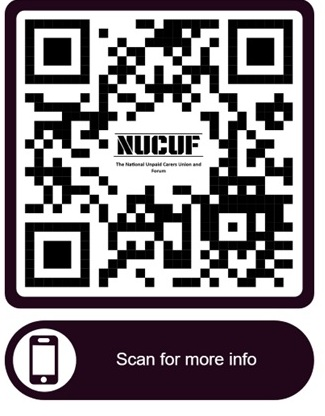 NUCUF
The National Unpaid Carers Union and
Forum
Scan for more info